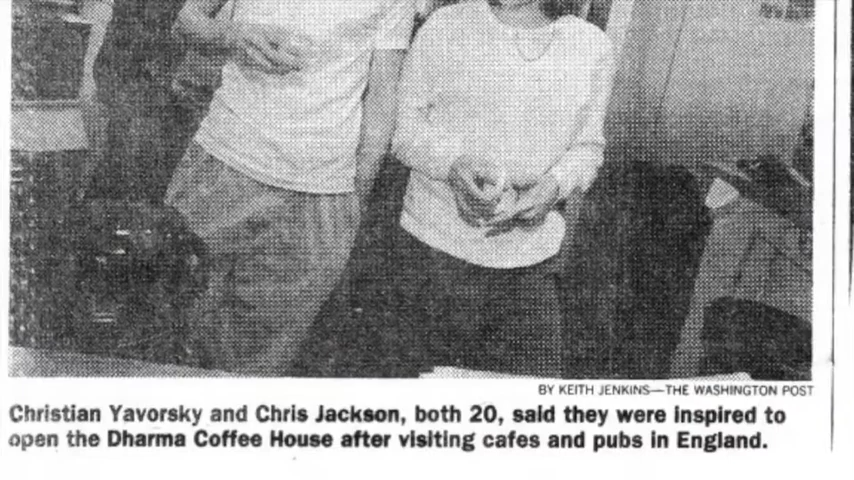 BY KEITH JENKINS—THE WASHINGTON POST
Christian Yavorsky and Chris Jackson, both 20, said they were inspired to
open the Dharma Coffee House after visiting cafes and pubs in England.